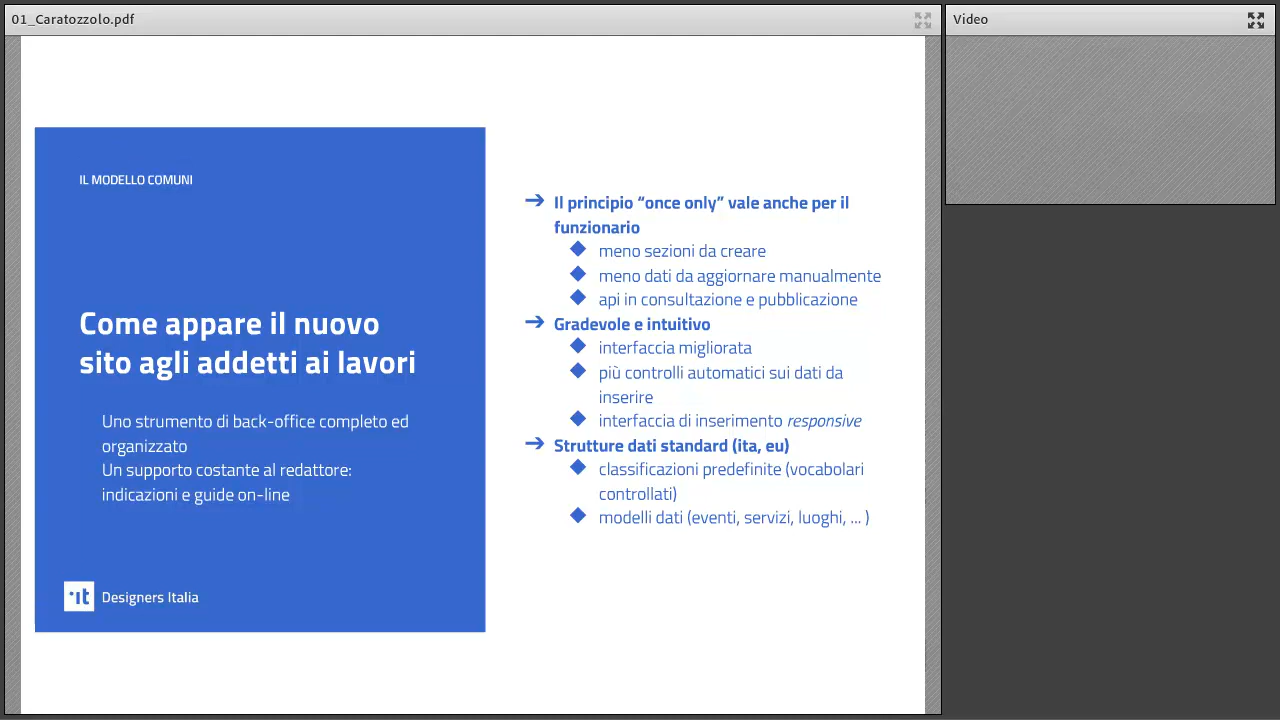 01_Caratozzolo.pdf
Video
IL MODELLO COMUNI
Come appare il nuovo
sito agli addetti ai lavori
Uno strumento di back-office completo ed
organizzato
Un supporto costante al redattore:
indicazioni e guide on-line
·it Designers Italia
➔ Il principio “once only” vale anche per il
funzionario
◆ meno sezioni da creare
◆ meno dati da aggiornare manualmente
◆ api in consultazione e pubblicazione
➔ Gradevole e intuitivo
◆ interfaccia migliorata
◆ più controlli automatici sui dati da
inserire
◆ interfaccia di inserimento responsive
➔ Strutture dati standard (ita, eu)
◆ classificazioni predefinite (vocabolari
controllati)
◆ modelli dati (eventi, servizi, luoghi, ... )